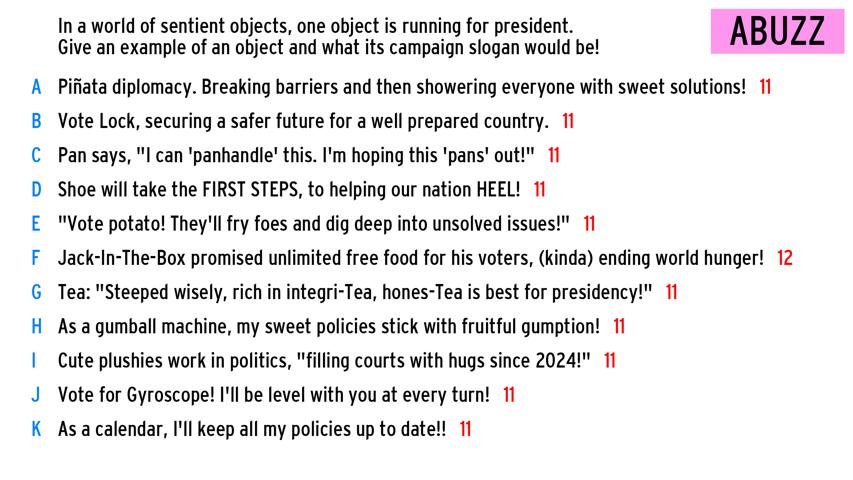 In a world of sentient objects, one object is running for president.
Give an example of an object and what its campaign slogan would be!
ABUZZ
A Piñata diplomacy. Breaking barriers and then showering everyone with sweet solutions! 11
B Vote Lock, securing a safer future for a well prepared country. 11
C Pan says, "I can 'panhandle' this. I'm hoping this 'pans' out!" 11
D Shoe will take the FIRST STEPS, to helping our nation HEEL! 11
E "Vote potato! They'll fry foes and dig deep into unsolved issues!" 11
F Jack-In-The-Box promised unlimited free food for his voters, (kinda) ending world hunger! 12
G Tea: "Steeped wisely, rich in integri-Tea, hones-Tea is best for presidency!" 11
H As a gumball machine, my sweet policies stick with fruitful gumption! 11
I Cute plushies work in politics, "filling courts with hugs since 2024!" 11
J Vote for Gyroscope! I'll be level with you at every turn! 11
K As a calendar, I'll keep all my policies up to date!! 11